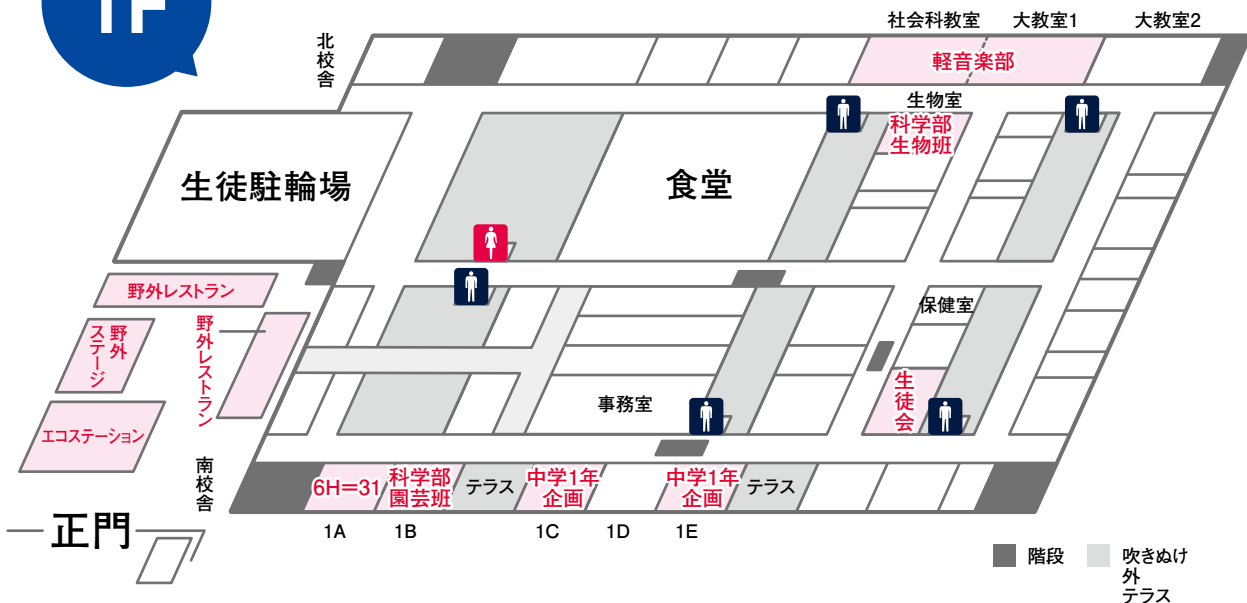 1F
社会科教室
大教室1
大教室2
北校舎
軽音楽部
生物室
科学部
生物班
生徒駐輪場
食堂
野外レストラン
野外
ステージ
野外レストラン
保健室
生徒会
事務室
エコステーション
南校舎
6H=31
科学部
園芸班
テラス
中学1年
企画
中学1年
企画
テラス
1A
1B
1C
1D
1E
正門
階段
吹きぬけ
外
テラス